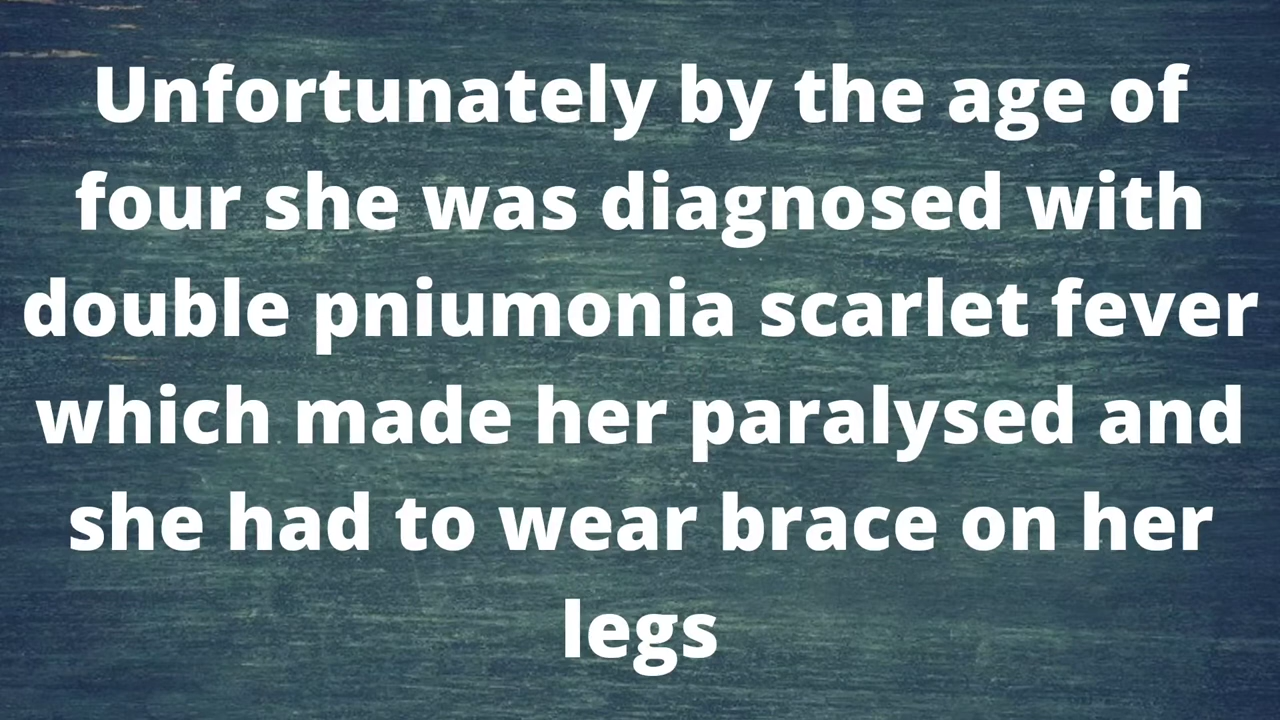 Unfortunately by the age of
four she was diagnosed with
double pniumonia scarlet fever
which made her paralysed and
she had to wear brace on her
legs